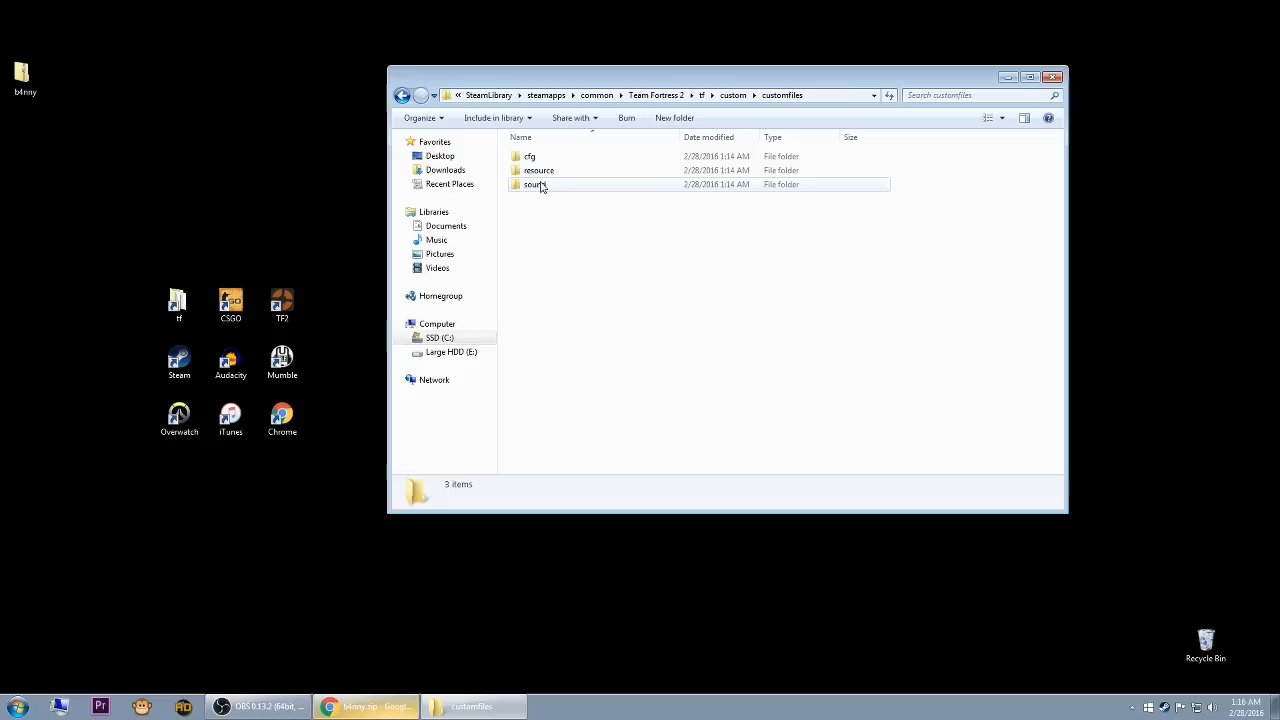 b4nny
« SteamLibrary steamapps common Team Fortress 2 tf custom customfiles
Search customfiles
Organize Include in library Share with Burn New folder
Name Date modified Type Size
cfg 2/28/2016 1:14 AM File folder
resource 2/28/2016 1:14 AM File folder
2/28/2016 1:14 AM File folder
Favorites
Desktop
Downloads
Recent Places
Libraries
Documents
Music
Pictures
Videos
Homegroup
Computer
SSD (C:)
Large HDD (E:)
Network
3 items
tf CSGO TF2
Steam Audacity Mumble
Overwatch iTunes Chrome
Recycle Bin
Pr
OBS 0.13.2 (64bit, ...
b4nny.zip - Googl...
customfiles
1:16 AM
2/28/2016